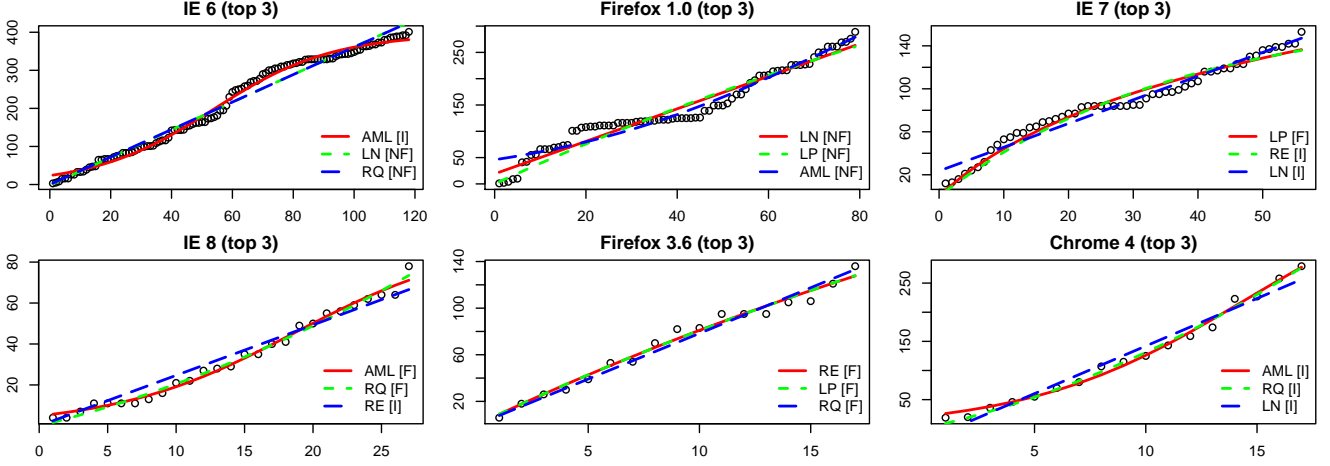 IE 6 (top 3)
400
300
200
100
0
AML [I]
LN [NF]
RQ [NF]
0 20 40 60 80 100 120
Firefox 1.0 (top 3)
250
150
50
0
LN [NF]
LP [NF]
AML [NF]
0 20 40 60 80
IE 7 (top 3)
140
100
60
20
LP [F]
RE [I]
LN [I]
0 10 20 30 40 50
IE 8 (top 3)
80
60
40
20
AML [F]
RQ [F]
RE [I]
0 5 10 15 20 25
Firefox 3.6 (top 3)
140
100
60
20
RE [F]
LP [F]
RQ [F]
5 10 15
Chrome 4 (top 3)
250
150
50
AML [I]
RQ [I]
LN [I]
5 10 15